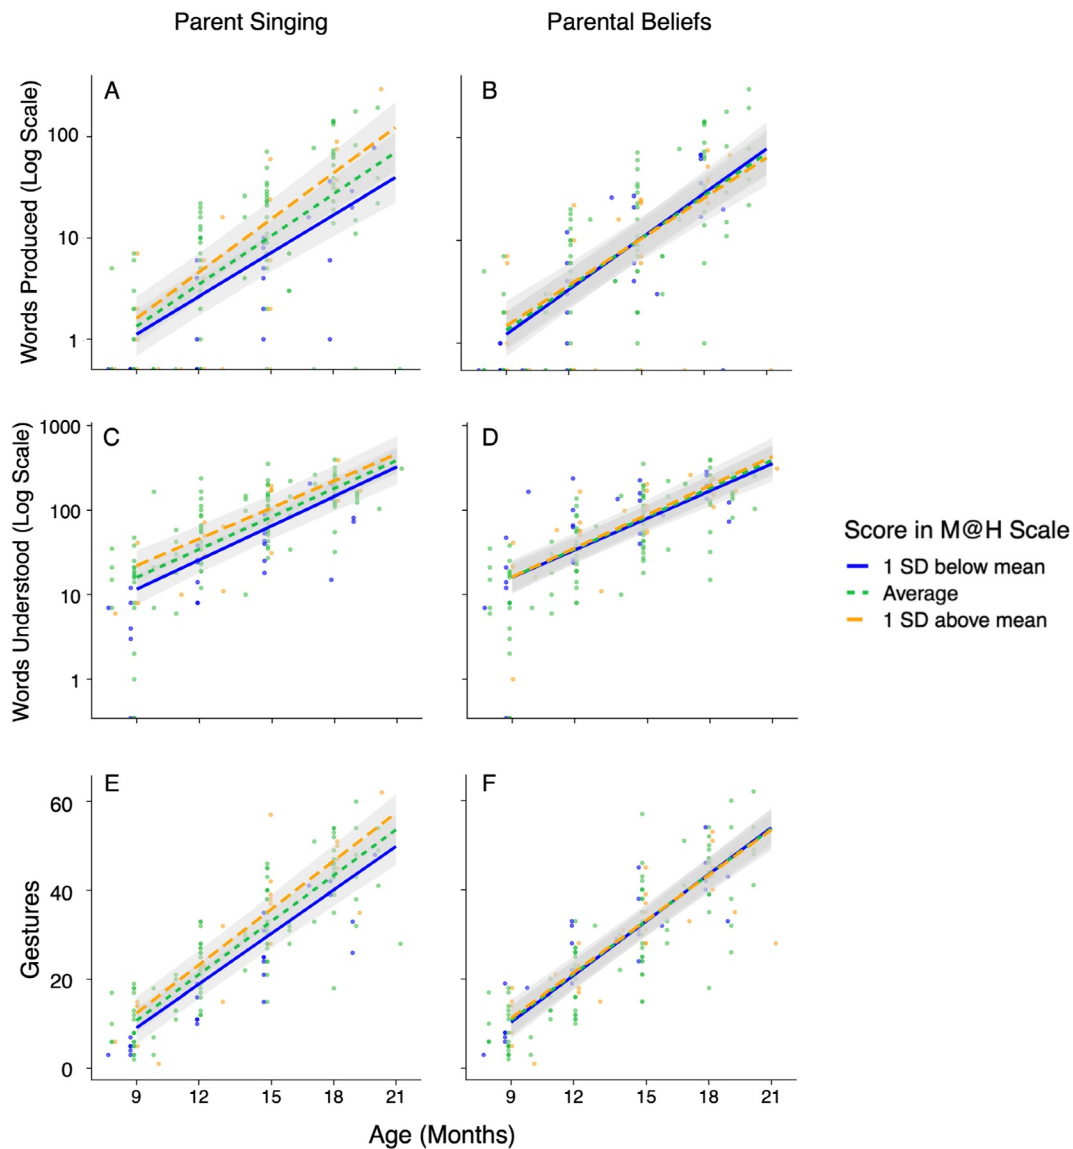 Parent Singing
Parental Beliefs
A
B
Words Produced (Log Scale)
100
10
1
C
D
Words Understood (Log Scale)
1000
100
10
1
Score in M@H Scale
1 SD below mean
Average
1 SD above mean
E
F
Gestures
60
40
20
0
9 12 15 18 21
9 12 15 18 21
Age (Months)